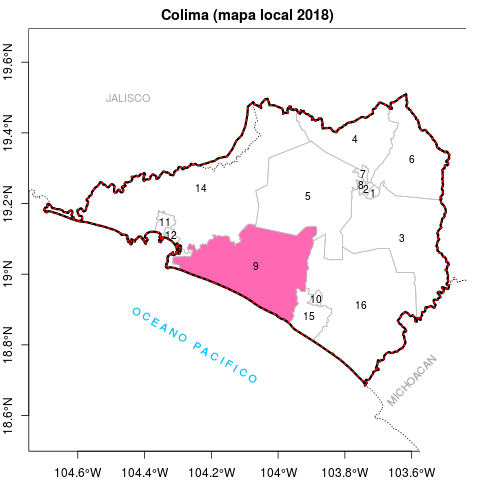 Colima (mapa local 2018)
JALISCO
4
6
7
8
2
1
14
5
11
12
3
9
10
15
16
OCEANO PACIFICO
MICHOACAN
19.6°N
19.4°N
19.2°N
19°N
18.8°N
18.6°N
104.6°W
104.4°W
104.2°W
104°W
103.8°W
103.6°W